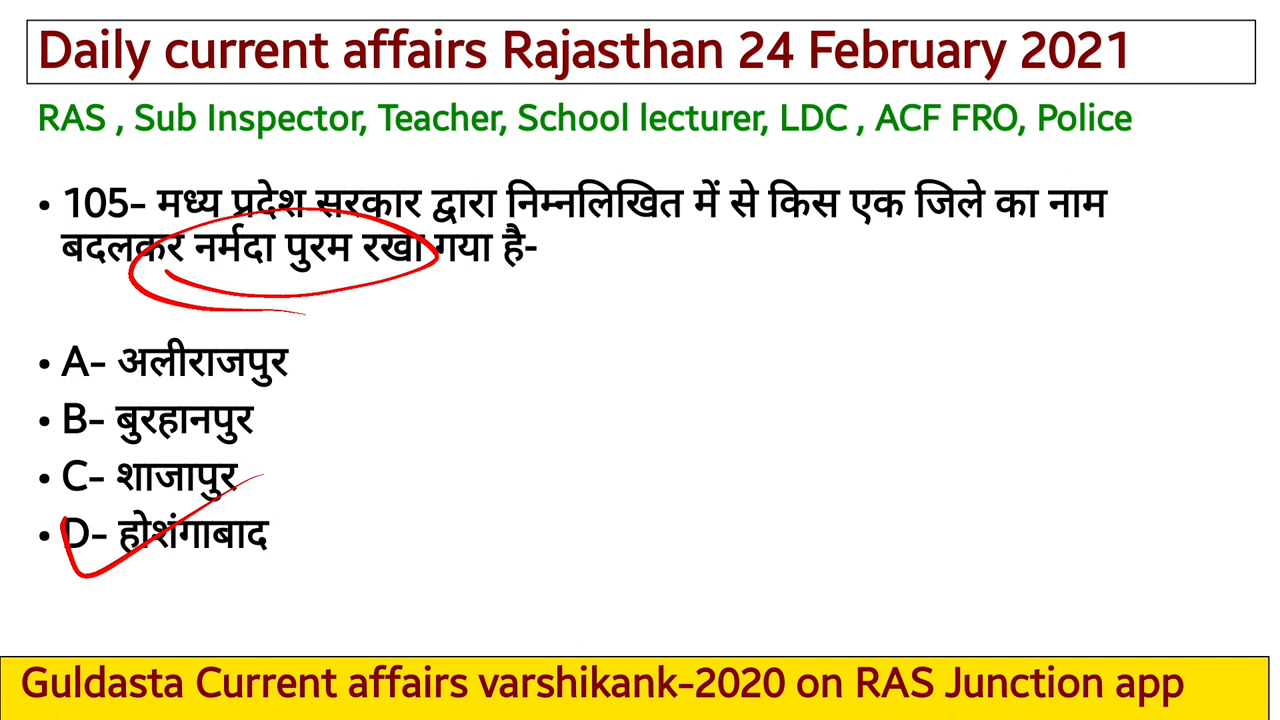 Daily current affairs Rajasthan 24 February 2021
RAS , Sub Inspector, Teacher, School lecturer, LDC , ACF FRO, Police
• 105- मध्य प्रदेश सरकार द्वारा निम्नलिखित में से किस एक जिले का नाम
बदलकर नर्मदा पुरम रखा गया है-
• A- अलीराजपुर
• B- बुरहानपुर
• C- शाजापुर
• D- होशंगाबाद
Guldasta Current affairs varshikank-2020 on RAS Junction app